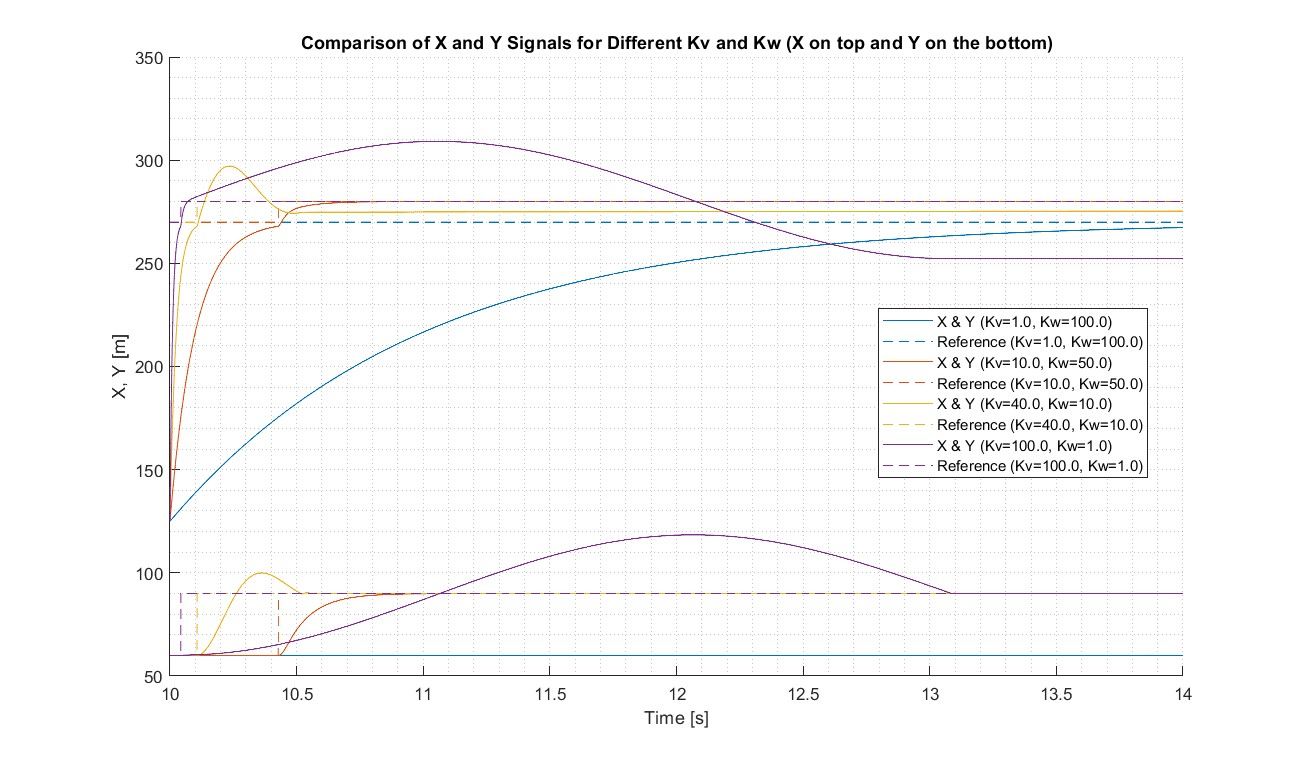 Comparison of X and Y Signals for Different Kv and Kw (X on top and Y on the bottom)
350
300
250
200
150
100
50
X, Y [m]
X & Y (Kv=1.0, Kw=100.0)
Reference (Kv=1.0, Kw=100.0)
X & Y (Kv=10.0, Kw=50.0)
Reference (Kv=10.0, Kw=50.0)
X & Y (Kv=40.0, Kw=10.0)
Reference (Kv=40.0, Kw=10.0)
X & Y (Kv=100.0, Kw=1.0)
Reference (Kv=100.0, Kw=1.0)
10 10.5 11 11.5 12 12.5 13 13.5 14
Time [s]